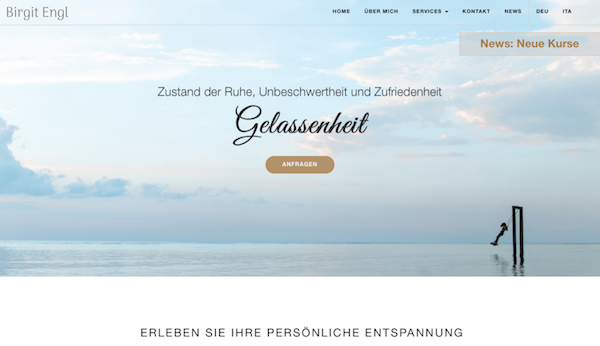 Birgit Engl
HOME ÜBER MICH SERVICES KONTAKT NEWS DEU ITA
News: Neue Kurse
Zustand der Ruhe, Unbeschwertheit und Zufriedenheit
Gelassenheit
ANFRAGEN
ERLEBEN SIE IHRE PERSÖNLICHE ENTSPANNUNG